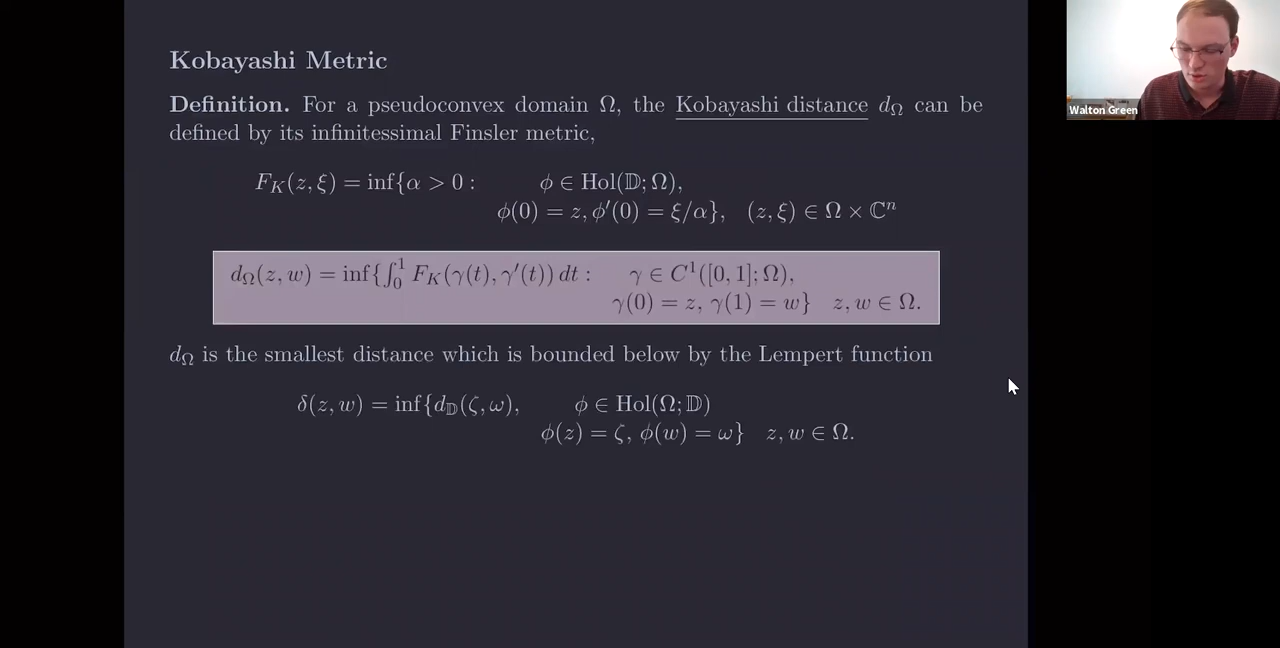 Kobayashi Metric
Definition. For a pseudoconvex domain Ω, the Kobayashi distance d_Ω can be
defined by its infinitessimal Finsler metric,
F_K(z, ξ) = inf{α > 0 : ϕ ∈ Hol(𝔻; Ω),
ϕ(0) = z, ϕ′(0) = ξ/α}, (z, ξ) ∈ Ω × ℂ^n
d_Ω(z, w) = inf{∫_0^1 F_K(γ(t), γ′(t)) dt : γ ∈ C^1([0, 1]; Ω),
γ(0) = z, γ(1) = w} z, w ∈ Ω.
d_Ω is the smallest distance which is bounded below by the Lempert function
δ(z, w) = inf{d_𝔻(ζ, ω), ϕ ∈ Hol(Ω; 𝔻)
ϕ(z) = ζ, ϕ(w) = ω} z, w ∈ Ω.
Walton Green